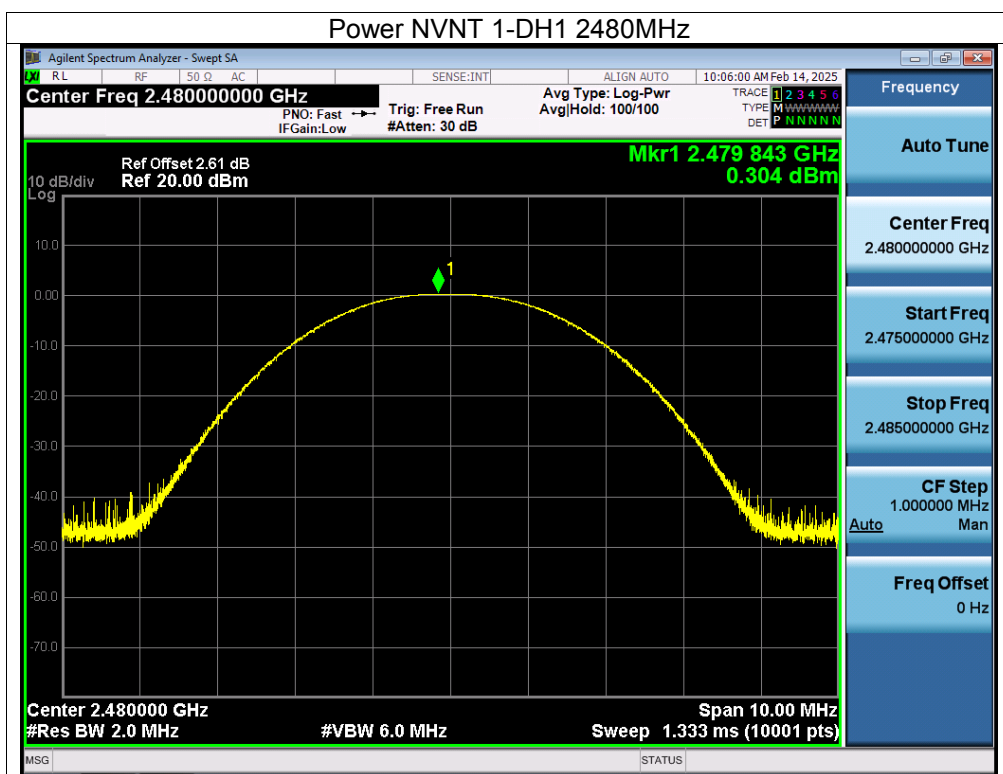 Power NVNT 1-DH1 2480MHz
Agilent Spectrum Analyzer - Swept SA
LXI RL RF 50 Ω AC SENSE:INT ALIGN AUTO 10:06:00 AM Feb 14, 2025
Center Freq 2.480000000 GHz
PNO: Fast
IFGain:Low
Trig: Free Run
#Atten: 30 dB
Avg Type: Log-Pwr
Avg|Hold: 100/100
TRACE 1 2 3 4 5 6
TYPE M WWWWW
DET P N N N N N
Mkr1 2.479 843 GHz
0.304 dBm
Ref Offset 2.61 dB
10 dB/div Ref 20.00 dBm
Log
10.0
0.00
-10.0
-20.0
-30.0
-40.0
-50.0
-60.0
-70.0
1
Center 2.480000 GHz Span 10.00 MHz
#Res BW 2.0 MHz #VBW 6.0 MHz Sweep 1.333 ms (10001 pts)
MSG STATUS
Frequency
Auto Tune
Center Freq
2.480000000 GHz
Start Freq
2.475000000 GHz
Stop Freq
2.485000000 GHz
CF Step
1.000000 MHz
Auto Man
Freq Offset
0 Hz